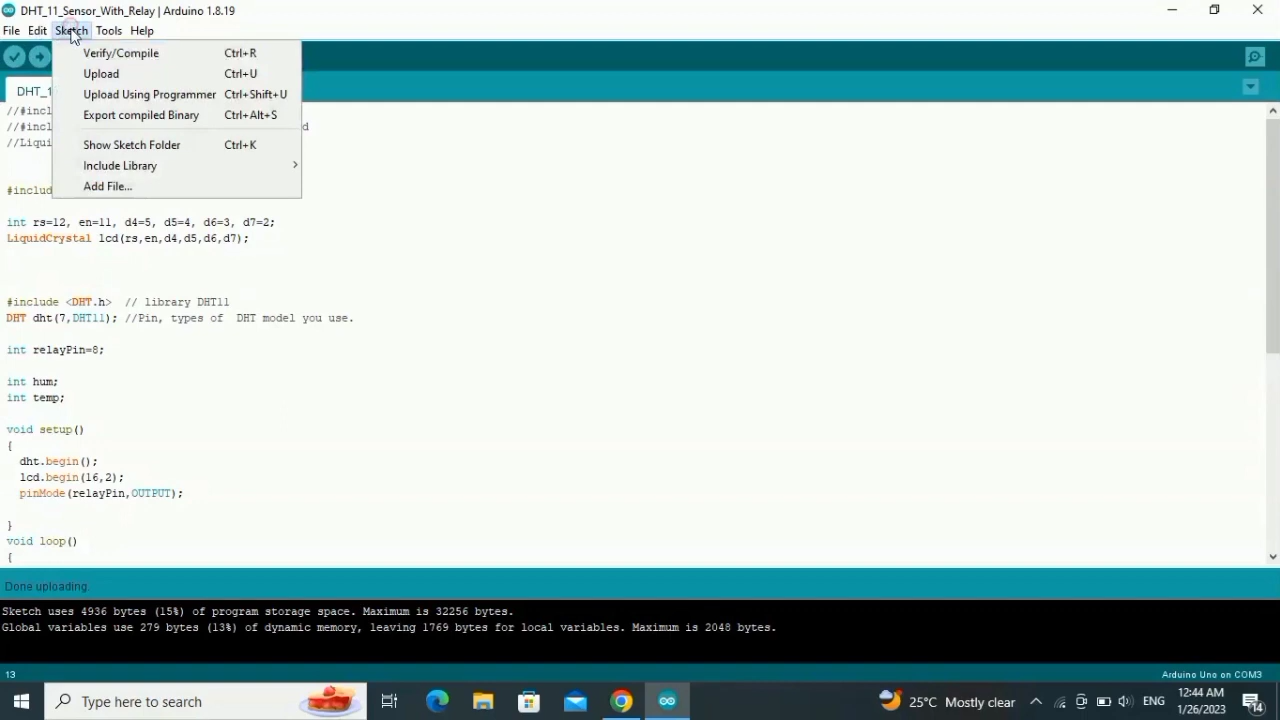 DHT_11_Sensor_With_Relay | Arduino 1.8.19
File Edit Sketch Tools Help
Verify/Compile Ctrl+R
Upload Ctrl+U
Upload Using Programmer Ctrl+Shift+U
Export compiled Binary Ctrl+Alt+S
Show Sketch Folder Ctrl+K
Include Library
Add File...
DHT_1
//#incl
//#incl d
//Liqui
#includ
int rs=12, en=11, d4=5, d5=4, d6=3, d7=2;
LiquidCrystal lcd(rs,en,d4,d5,d6,d7);
#include <DHT.h> // library DHT11
DHT dht(7,DHT11); //Pin, types of DHT model you use.
int relayPin=8;
int hum;
int temp;
void setup()
{
dht.begin();
lcd.begin(16,2);
pinMode(relayPin,OUTPUT);
}
void loop()
{
Done uploading.
Sketch uses 4936 bytes (15%) of program storage space. Maximum is 32256 bytes.
Global variables use 279 bytes (13%) of dynamic memory, leaving 1769 bytes for local variables. Maximum is 2048 bytes.
13 Arduino Uno on COM3
Type here to search 25°C Mostly clear ENG 12:44 AM
1/26/2023 14